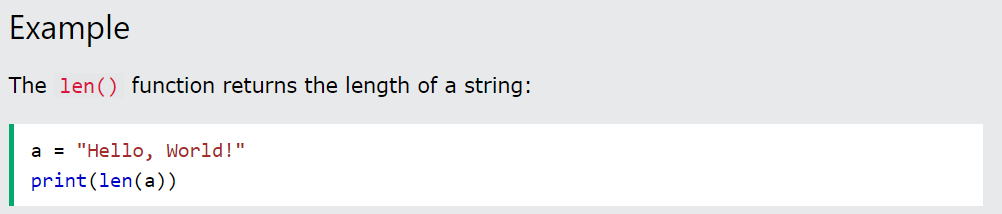 Example
The len() function returns the length of a string:
a = "Hello, World!"
print(len(a))